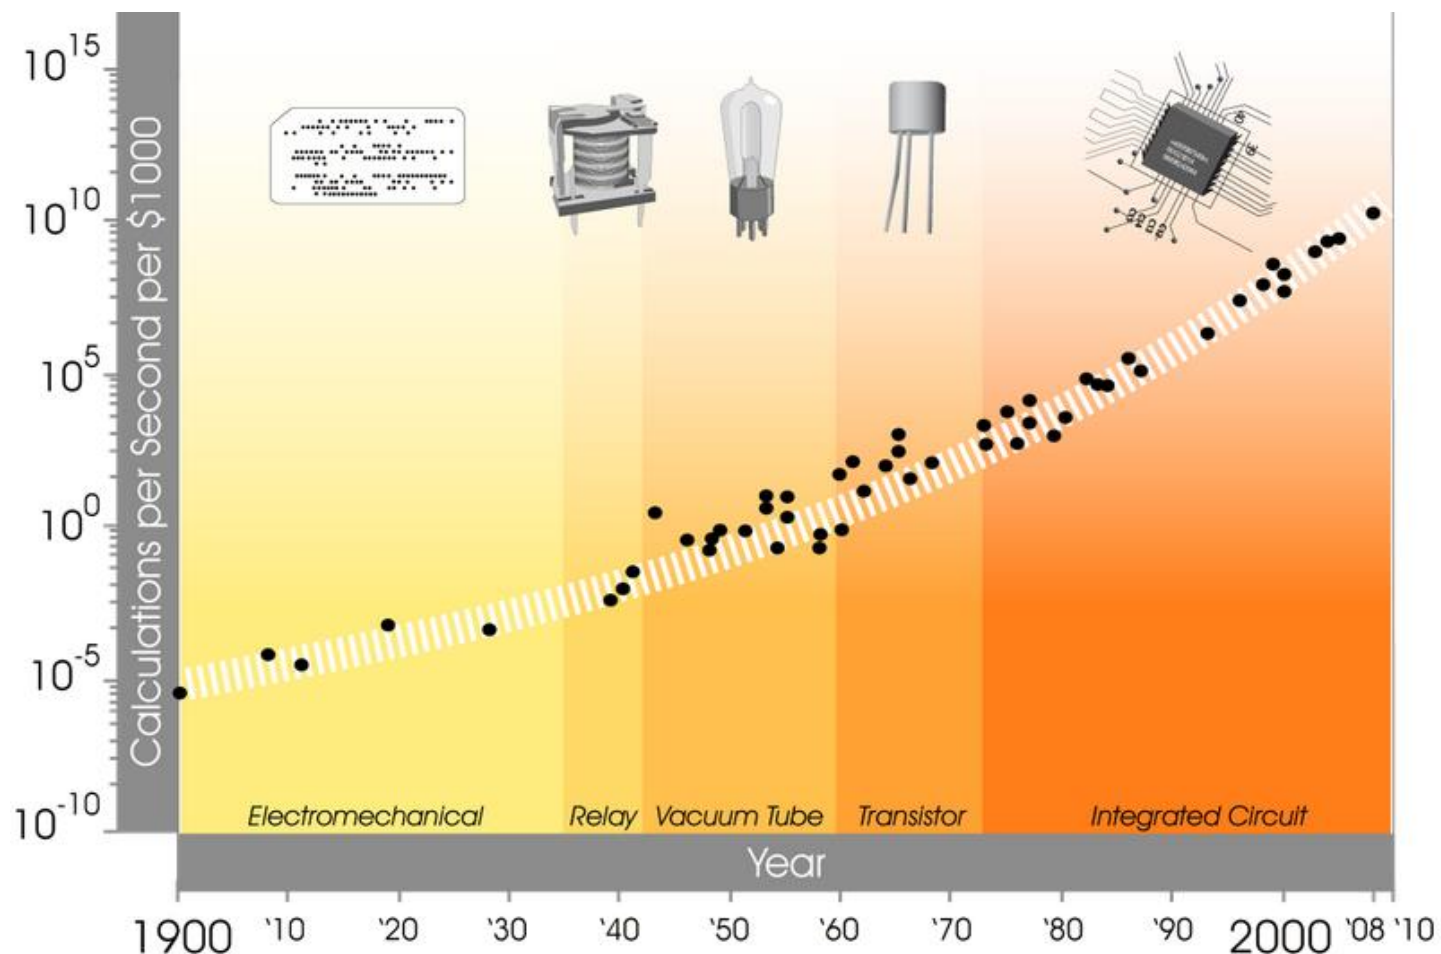 Calculations per Second per $1000
10^15
10^10
10^5
10^0
10^-5
10^-10
Electromechanical Relay Vacuum Tube Transistor Integrated Circuit
Year
1900 '10 '20 '30 '40 '50 '60 '70 '80 '90 2000 '08 '10